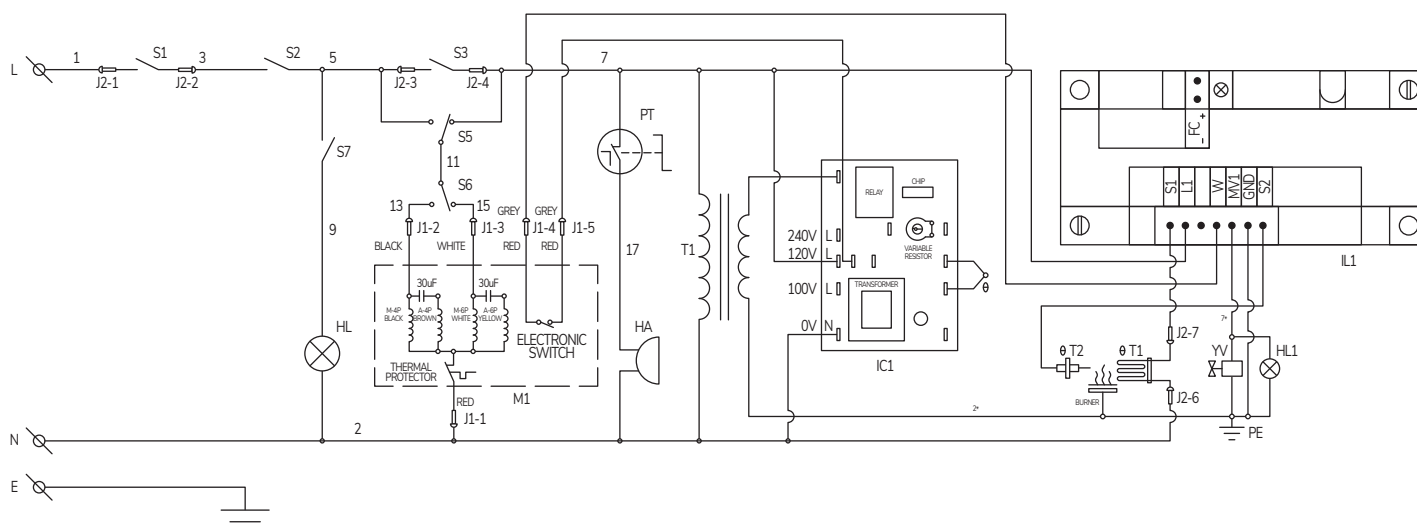 L
1
J2-1
S1
J2-2
3
S2
5
J2-3
S3
J2-4
7
S7
S5
11
S6
13
15
J1-2
J1-3
GREY
J1-4
GREY
J1-5
BLACK
WHITE
RED
RED
9
HL
30uF
30uF
M-4P
BLACK
A-4P
BROWN
M-6P
WHITE
A-6P
YELLOW
ELECTRONIC
SWITCH
THERMAL
PROTECTOR
M1
RED
J1-1
PT
17
HA
T1
RELAY
CHIP
VARIABLE
RESISTOR
240V L
120V L
100V L
0V N
TRANSFORMER
IC1
θ
- FC +
S1
L1
W
MV1
GND
S2
IL1
J2-7
θ T2
θ T1
BURNER
J2-6
7*
YV
HL1
2*
PE
N
2
E